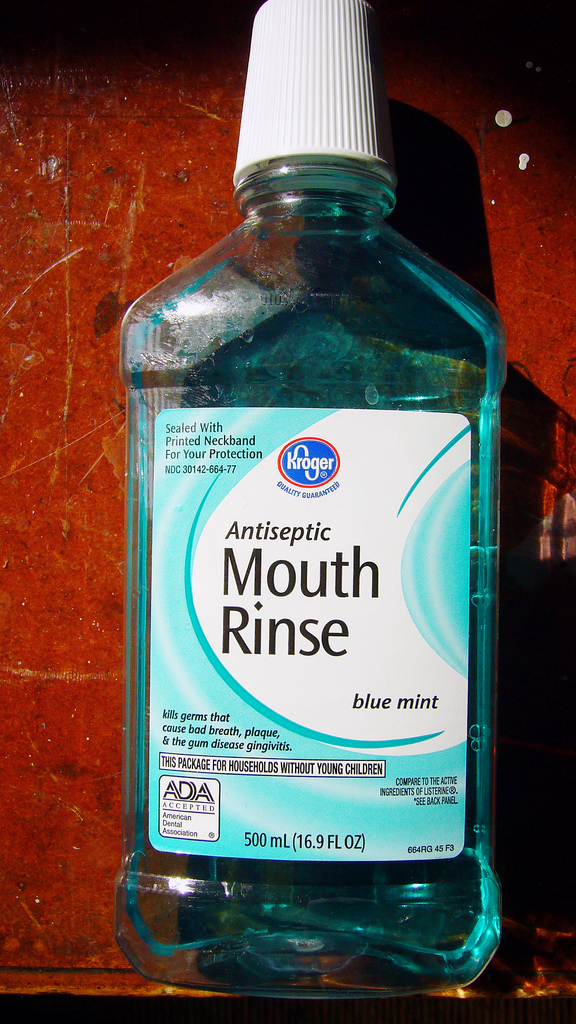 Sealed With
Printed Neckband
For Your Protection
NDC 30142-664-77
Kroger®
QUALITY GUARANTEED
Antiseptic
Mouth
Rinse
blue mint
kills germs that
cause bad breath, plaque,
& the gum disease gingivitis.
THIS PACKAGE FOR HOUSEHOLDS WITHOUT YOUNG CHILDREN
ADA
ACCEPTED
American
Dental
Association ®
COMPARE TO THE ACTIVE
INGREDIENTS OF LISTERINE®.
*SEE BACK PANEL
500 mL (16.9 FL OZ)
664RG 45 F3